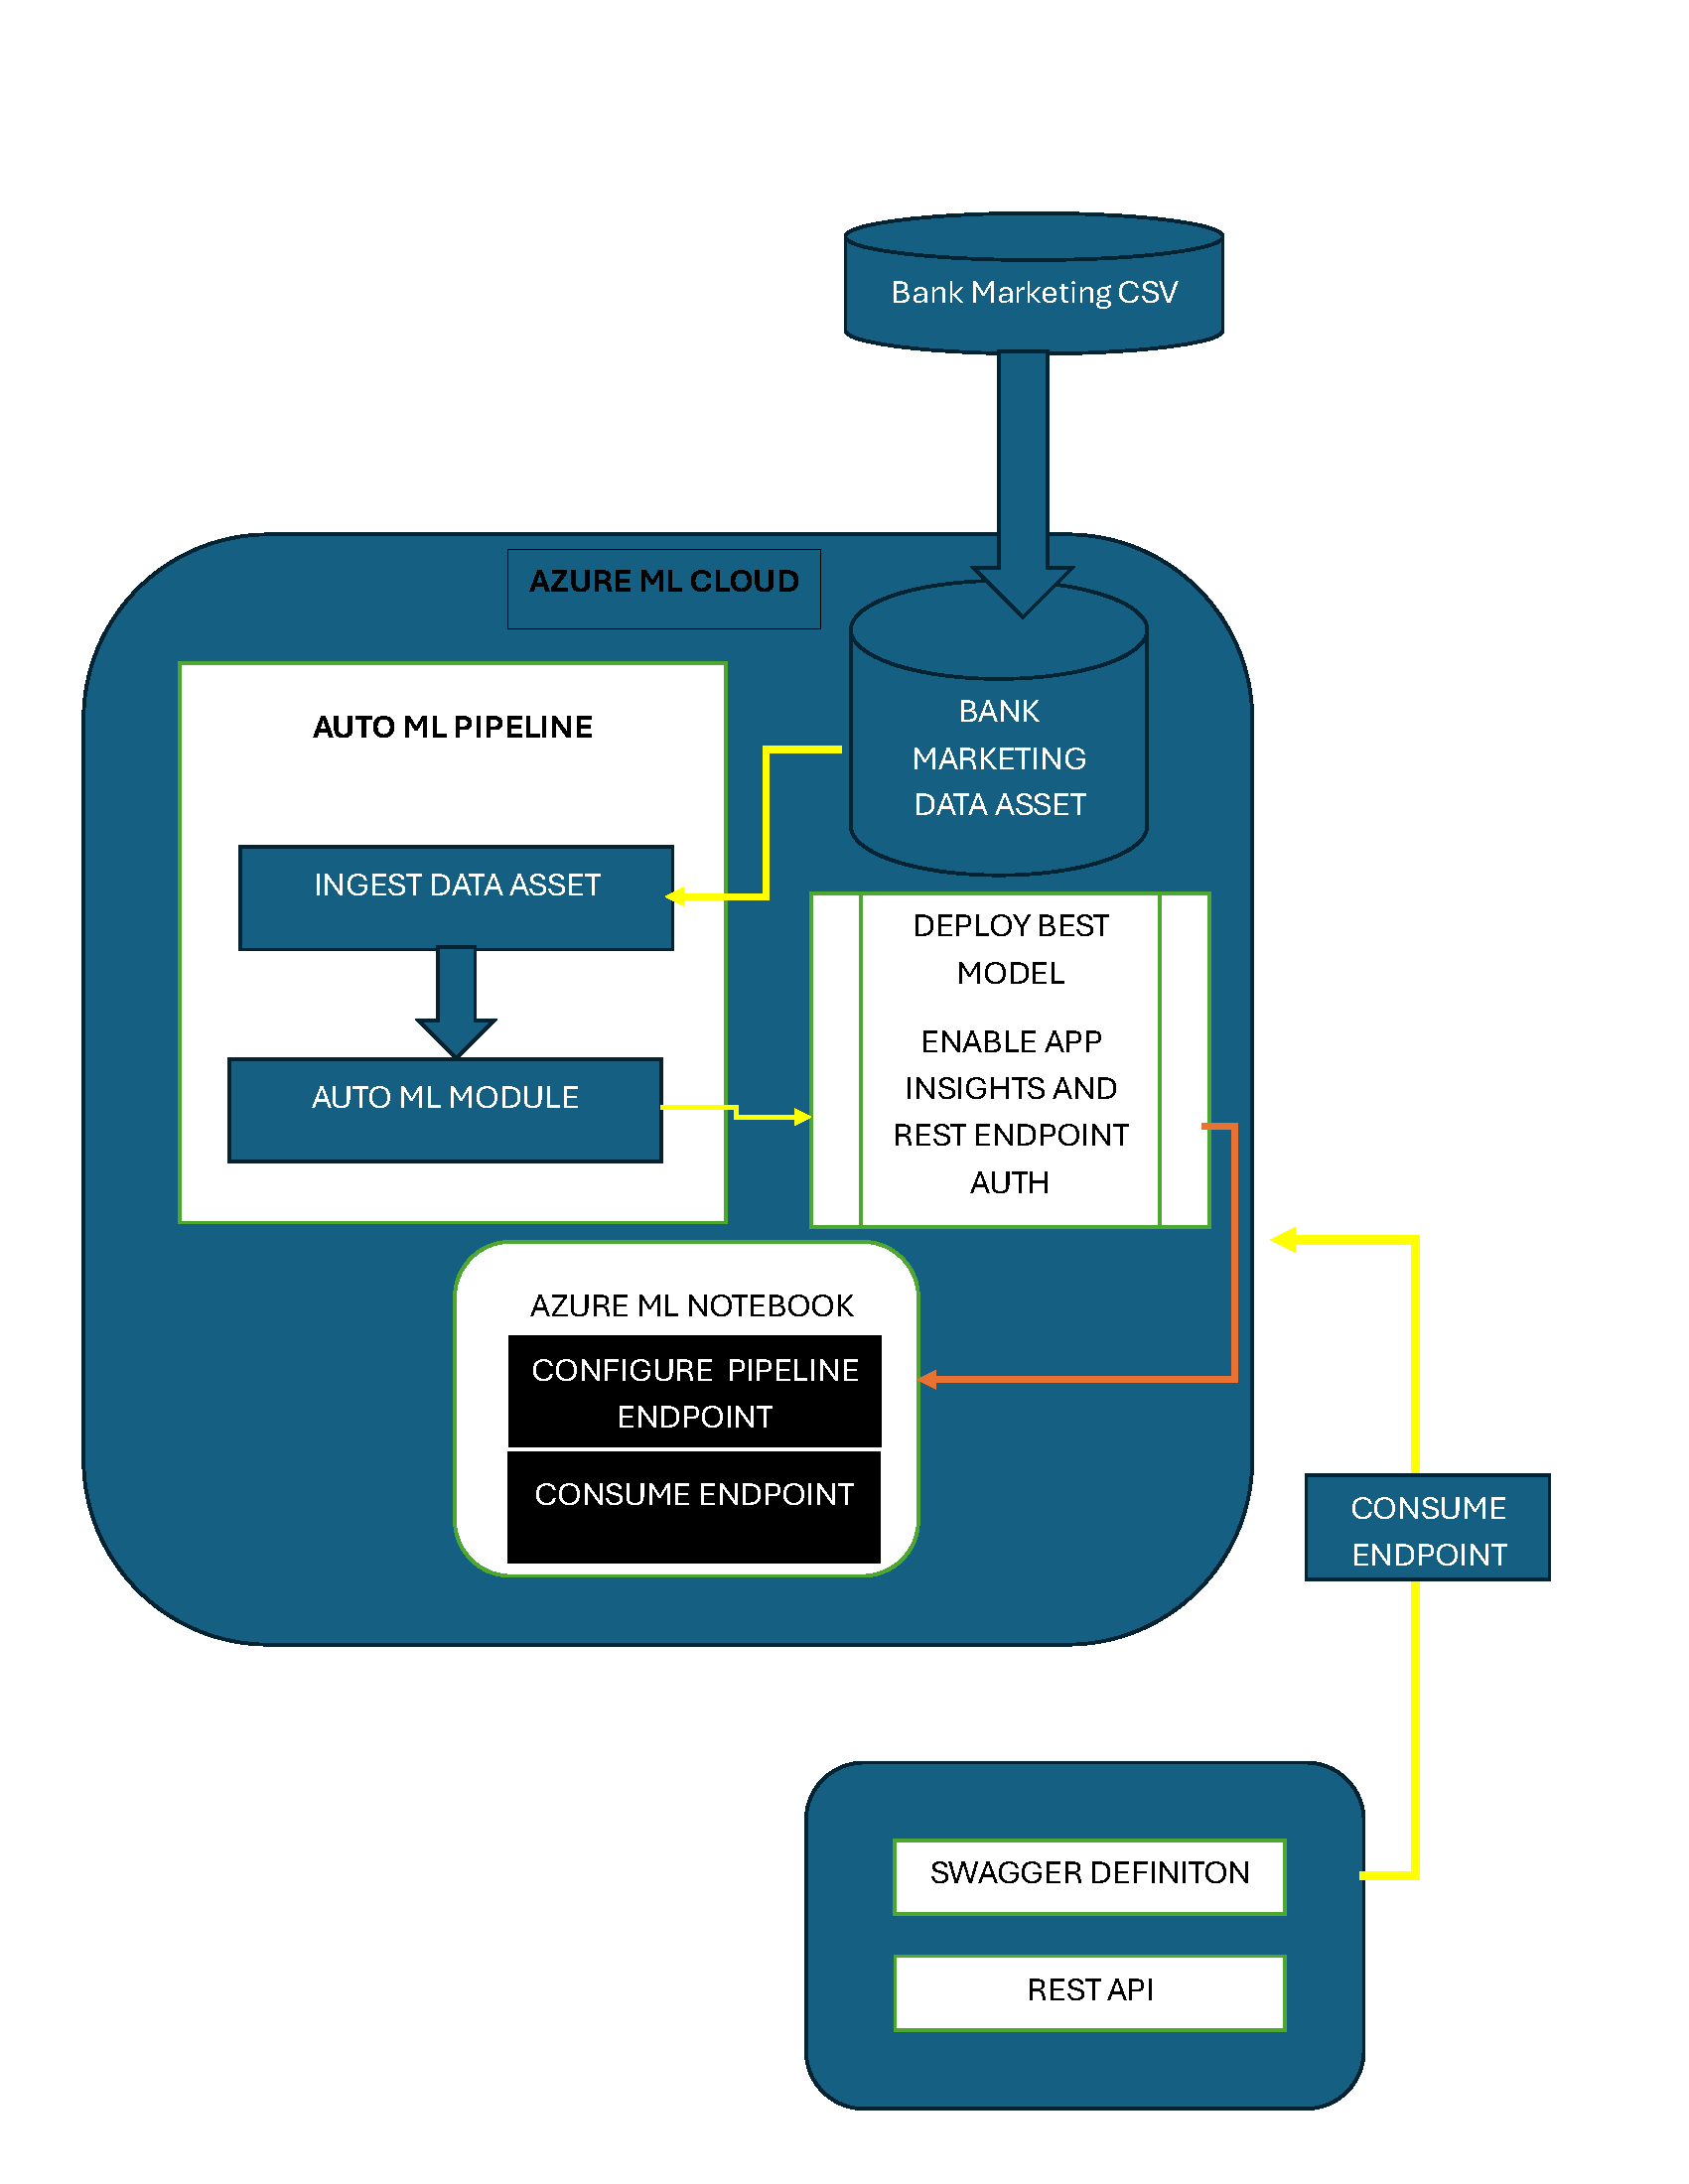 Bank Marketing CSV
AZURE ML CLOUD
BANK
MARKETING
DATA ASSET
AUTO ML PIPELINE
INGEST DATA ASSET
AUTO ML MODULE
DEPLOY BEST
MODEL
ENABLE APP
INSIGHTS AND
REST ENDPOINT
AUTH
AZURE ML NOTEBOOK
CONFIGURE PIPELINE
ENDPOINT
CONSUME ENDPOINT
CONSUME
ENDPOINT
SWAGGER DEFINITON
REST API